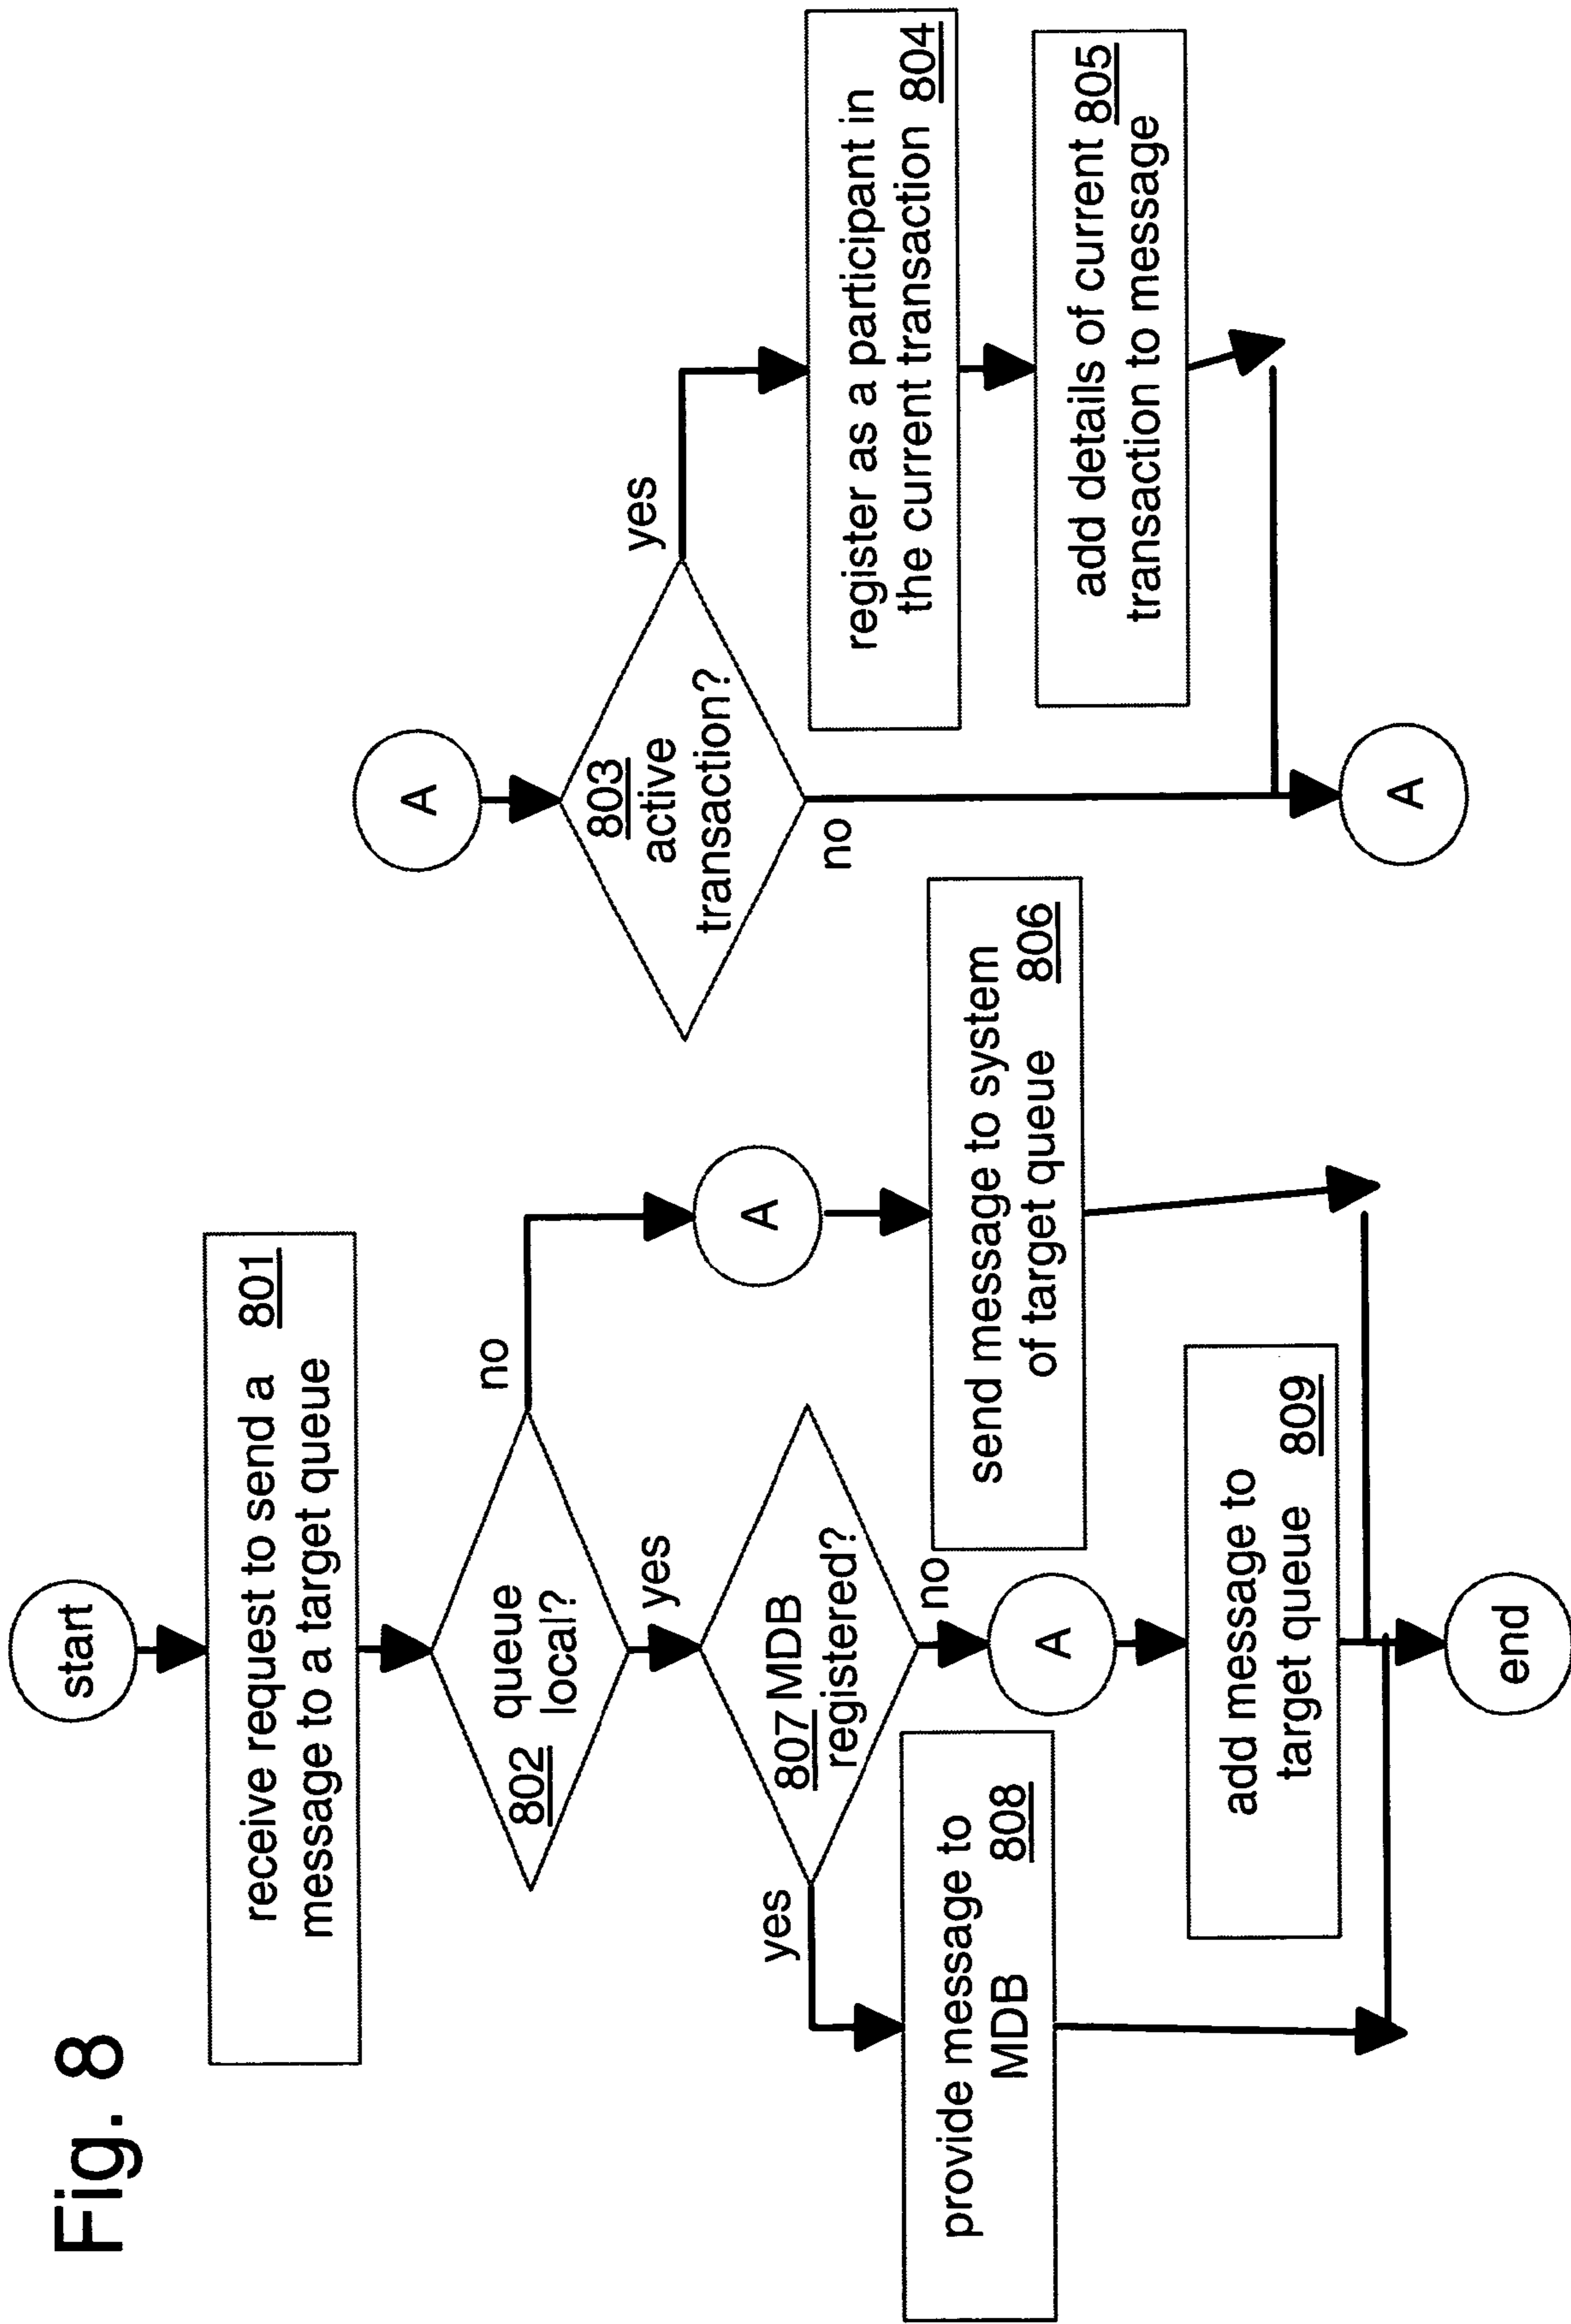 Fig. 8
start
receive request to send a 801
message to a target queue
802 queue
local?
no
yes
807 MDB
registered?
yes
no
provide message to
MDB 808
A
add message to
target queue 809
A
send message to system
of target queue 806
end
A
803
active
transaction?
yes
no
register as a participant in
the current transaction 804
add details of current 805
transaction to message
A